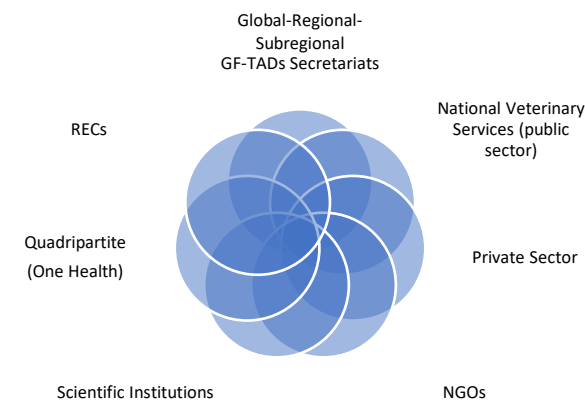 Global-Regional-
Subregional
GF-TADs Secretariats
RECs
National Veterinary
Services (public
sector)
Quadripartite
(One Health)
Private Sector
Scientific Institutions
NGOs